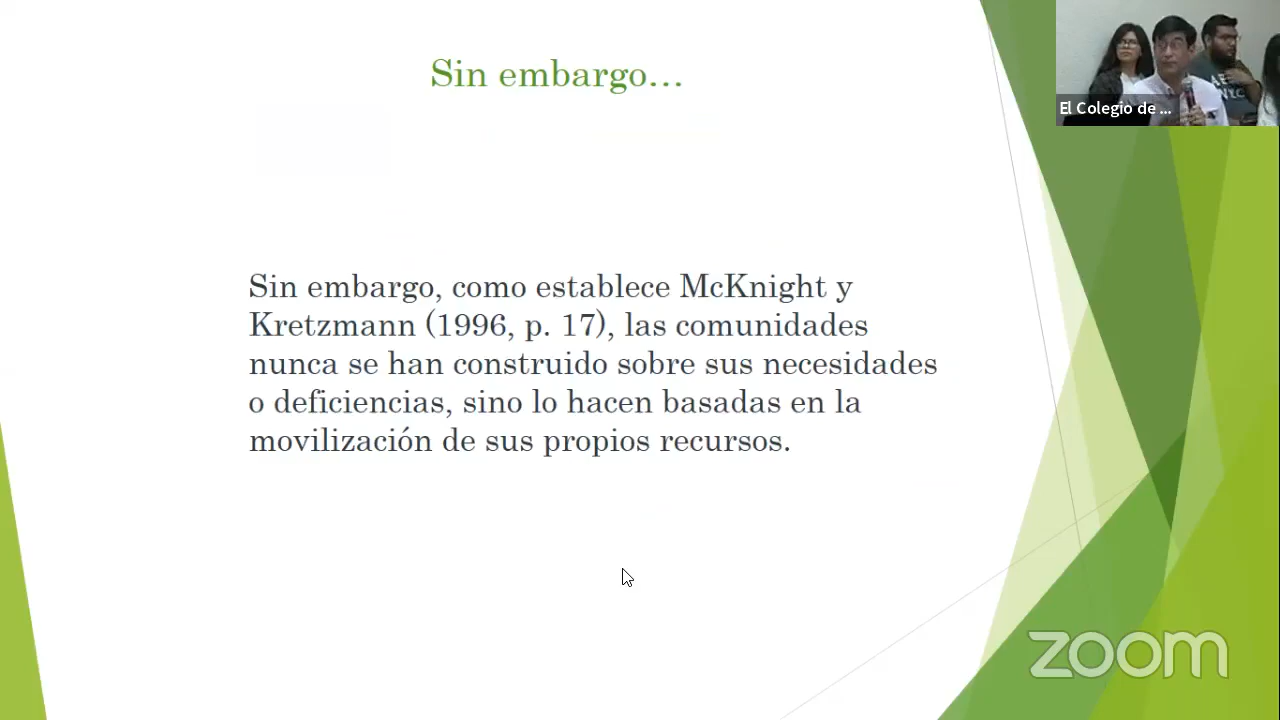 Sin embargo…
El Colegio de ...
Sin embargo, como establece McKnight y
Kretzmann (1996, p. 17), las comunidades
nunca se han construido sobre sus necesidades
o deficiencias, sino lo hacen basadas en la
movilización de sus propios recursos.
zoom